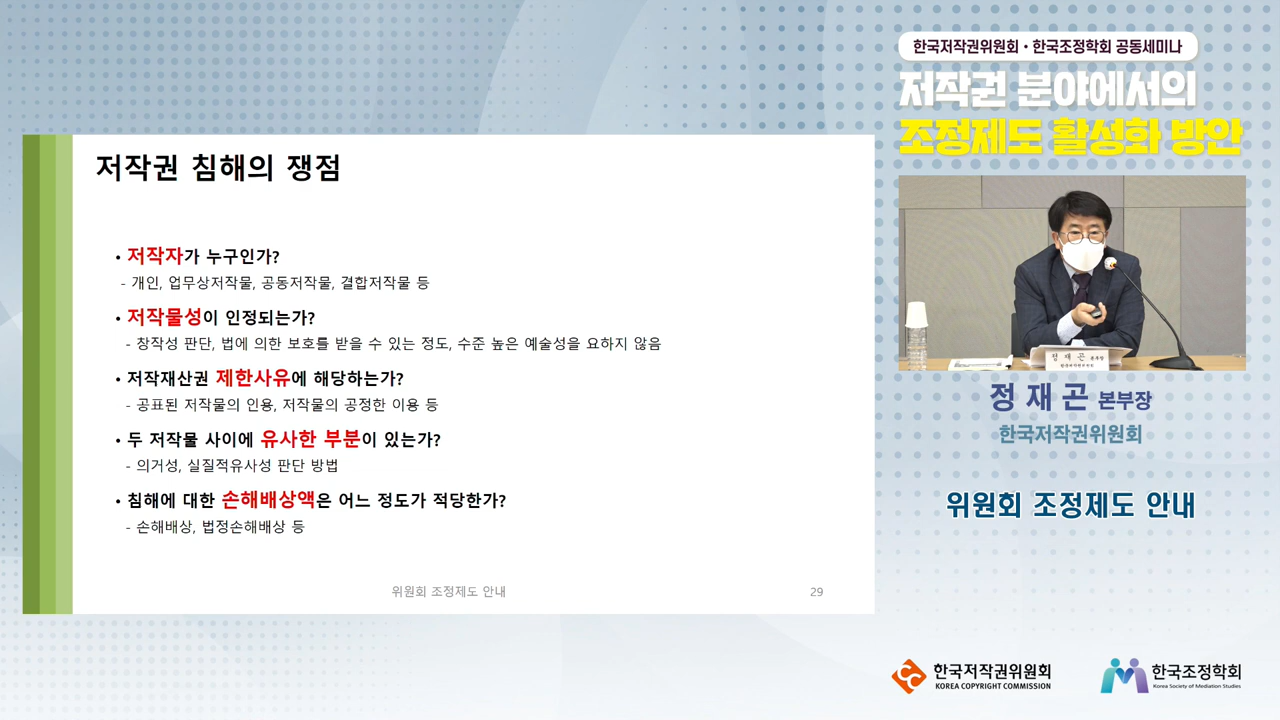 한국저작권위원회 • 한국조정학회 공동세미나
저작권 분야에서의
조정제도 활성화 방안
저작권 침해의 쟁점
• 저작자가 누구인가?
- 개인, 업무상저작물, 공동저작물, 결합저작물 등
• 저작물성이 인정되는가?
- 창작성 판단, 법에 의한 보호를 받을 수 있는 정도, 수준 높은 예술성을 요하지 않음
• 저작재산권 제한사유에 해당하는가?
- 공표된 저작물의 인용, 저작물의 공정한 이용 등
• 두 저작물 사이에 유사한 부분이 있는가?
- 의거성, 실질적유사성 판단 방법
• 침해에 대한 손해배상액은 어느 정도가 적당한가?
- 손해배상, 법정손해배상 등
위원회 조정제도 안내
29
정 재 곤 본부장
정 재 곤 본부장
한국저작권위원회
위원회 조정제도 안내
한국저작권위원회
KOREA COPYRIGHT COMMISSION
한국조정학회
Korea Society of Mediation Studies